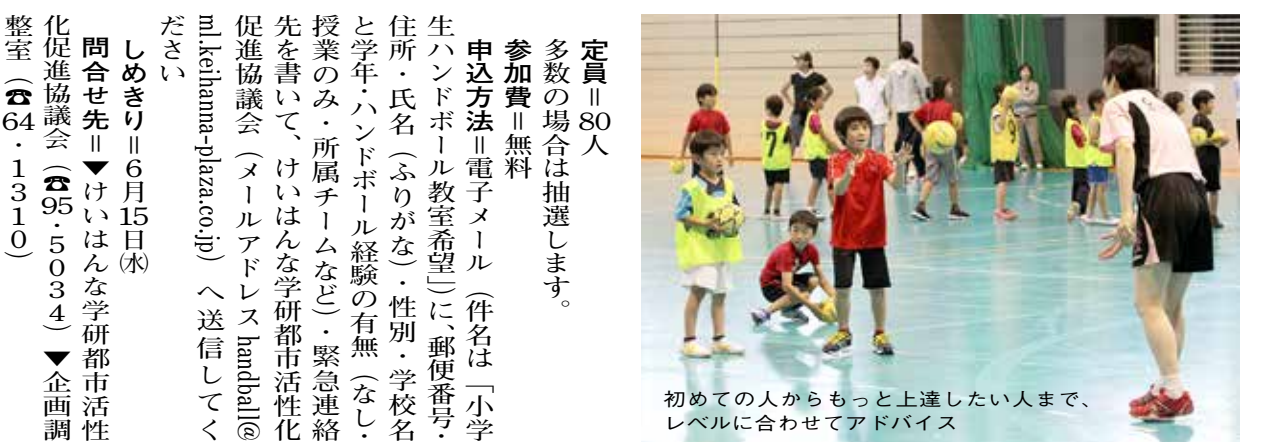 定員＝80人
多数の場合は抽選します。
参加費＝無料
申込方法＝電子メール（件名は「小学
生ハンドボール教室希望」）に、郵便番号・
住所・氏名（ふりがな）・性別・学校名
と学年・ハンドボール経験の有無（なし・
授業のみ・所属チームなど）・緊急連絡
先を書いて、けいはんな学研都市活性化
促進協議会（メールアドレス handball@
ml.keihanna-plaza.co.jp）へ送信してく
ださい
しめきり＝6月15日㈬
問合せ先＝▼けいはんな学研都市活性
化促進協議会（☎95・5034）▼企画調
整室（☎64・1310）
初めての人からもっと上達したい人まで、
レベルに合わせてアドバイス
7